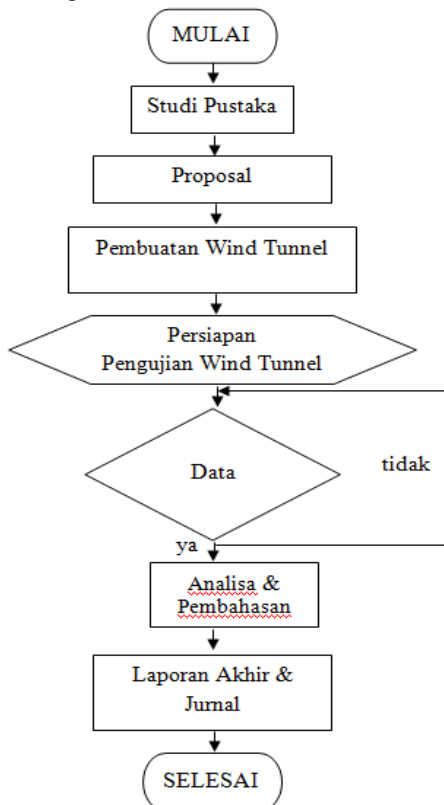 MULAI
Studi Pustaka
Proposal
Pembuatan Wind Tunnel
Persiapan
Pengujian Wind Tunnel
Data
tidak
ya
Analisa &
Pembahasan
Laporan Akhir &
Jurnal
SELESAI